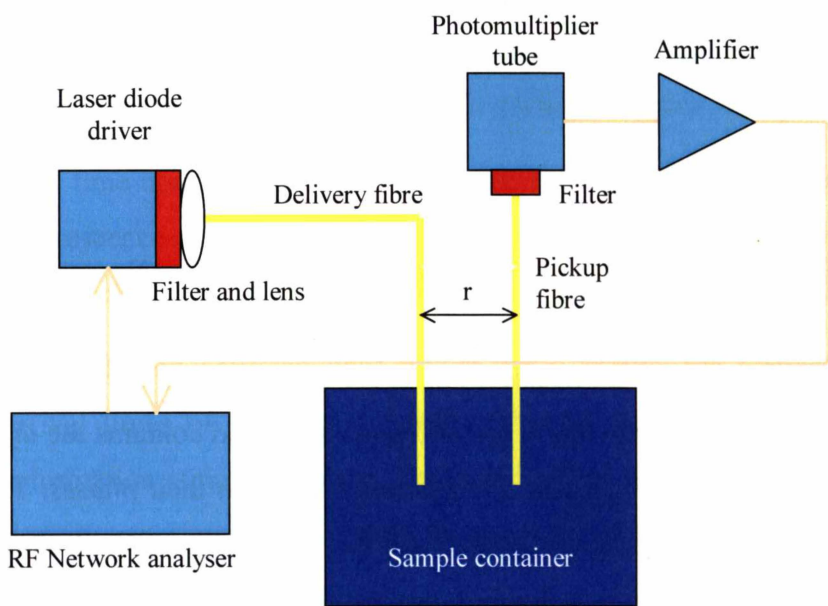 Photomultiplier
tube
Amplifier
Laser diode
driver
Delivery fibre
Filter
Filter and lens
Pickup
fibre
r
RF Network analyser
Sample container